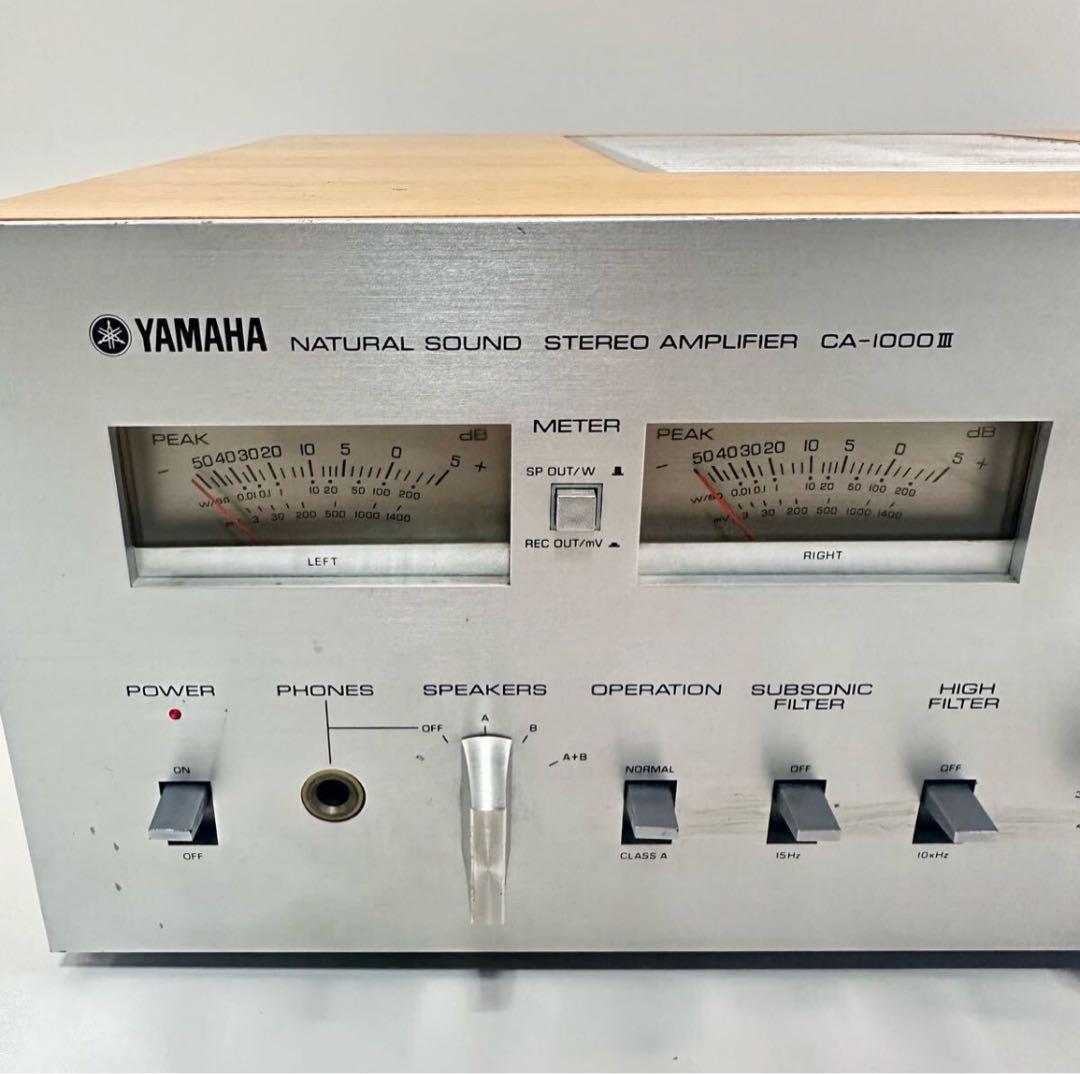 YAMAHA NATURAL SOUND STEREO AMPLIFIER CA-1000 III
PEAK dB
- 50 40 30 20 10 5 0 5 +
0.01 0.1 1 10 20 50 100 200
3 30 200 500 1000 1400
LEFT
METER
SP OUT/W
REC OUT/mV
PEAK dB
- 50 40 30 20 10 5 0 5 +
W/8Ω 0.01 0.1 1 10 20 50 100 200
mV 3 30 200 500 1000 1400
RIGHT
POWER
ON
OFF
PHONES
SPEAKERS
OFF A B A+B
OPERATION
NORMAL
CLASS A
SUBSONIC
FILTER
OFF
15Hz
HIGH
FILTER
OFF
10KHz